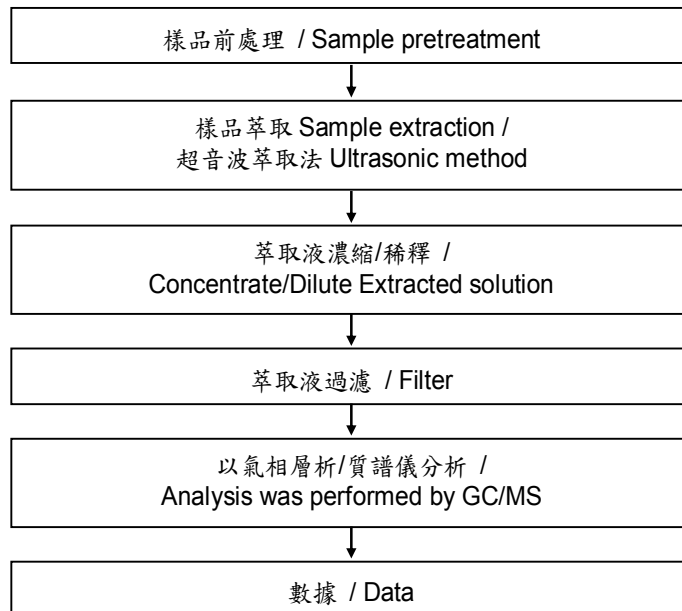 樣品前處理 / Sample pretreatment
樣品萃取 Sample extraction /
超音波萃取法 Ultrasonic method
萃取液濃縮/稀釋 /
Concentrate/Dilute Extracted solution
萃取液過濾 / Filter
以氣相層析/質譜儀分析 /
Analysis was performed by GC/MS
數據 / Data